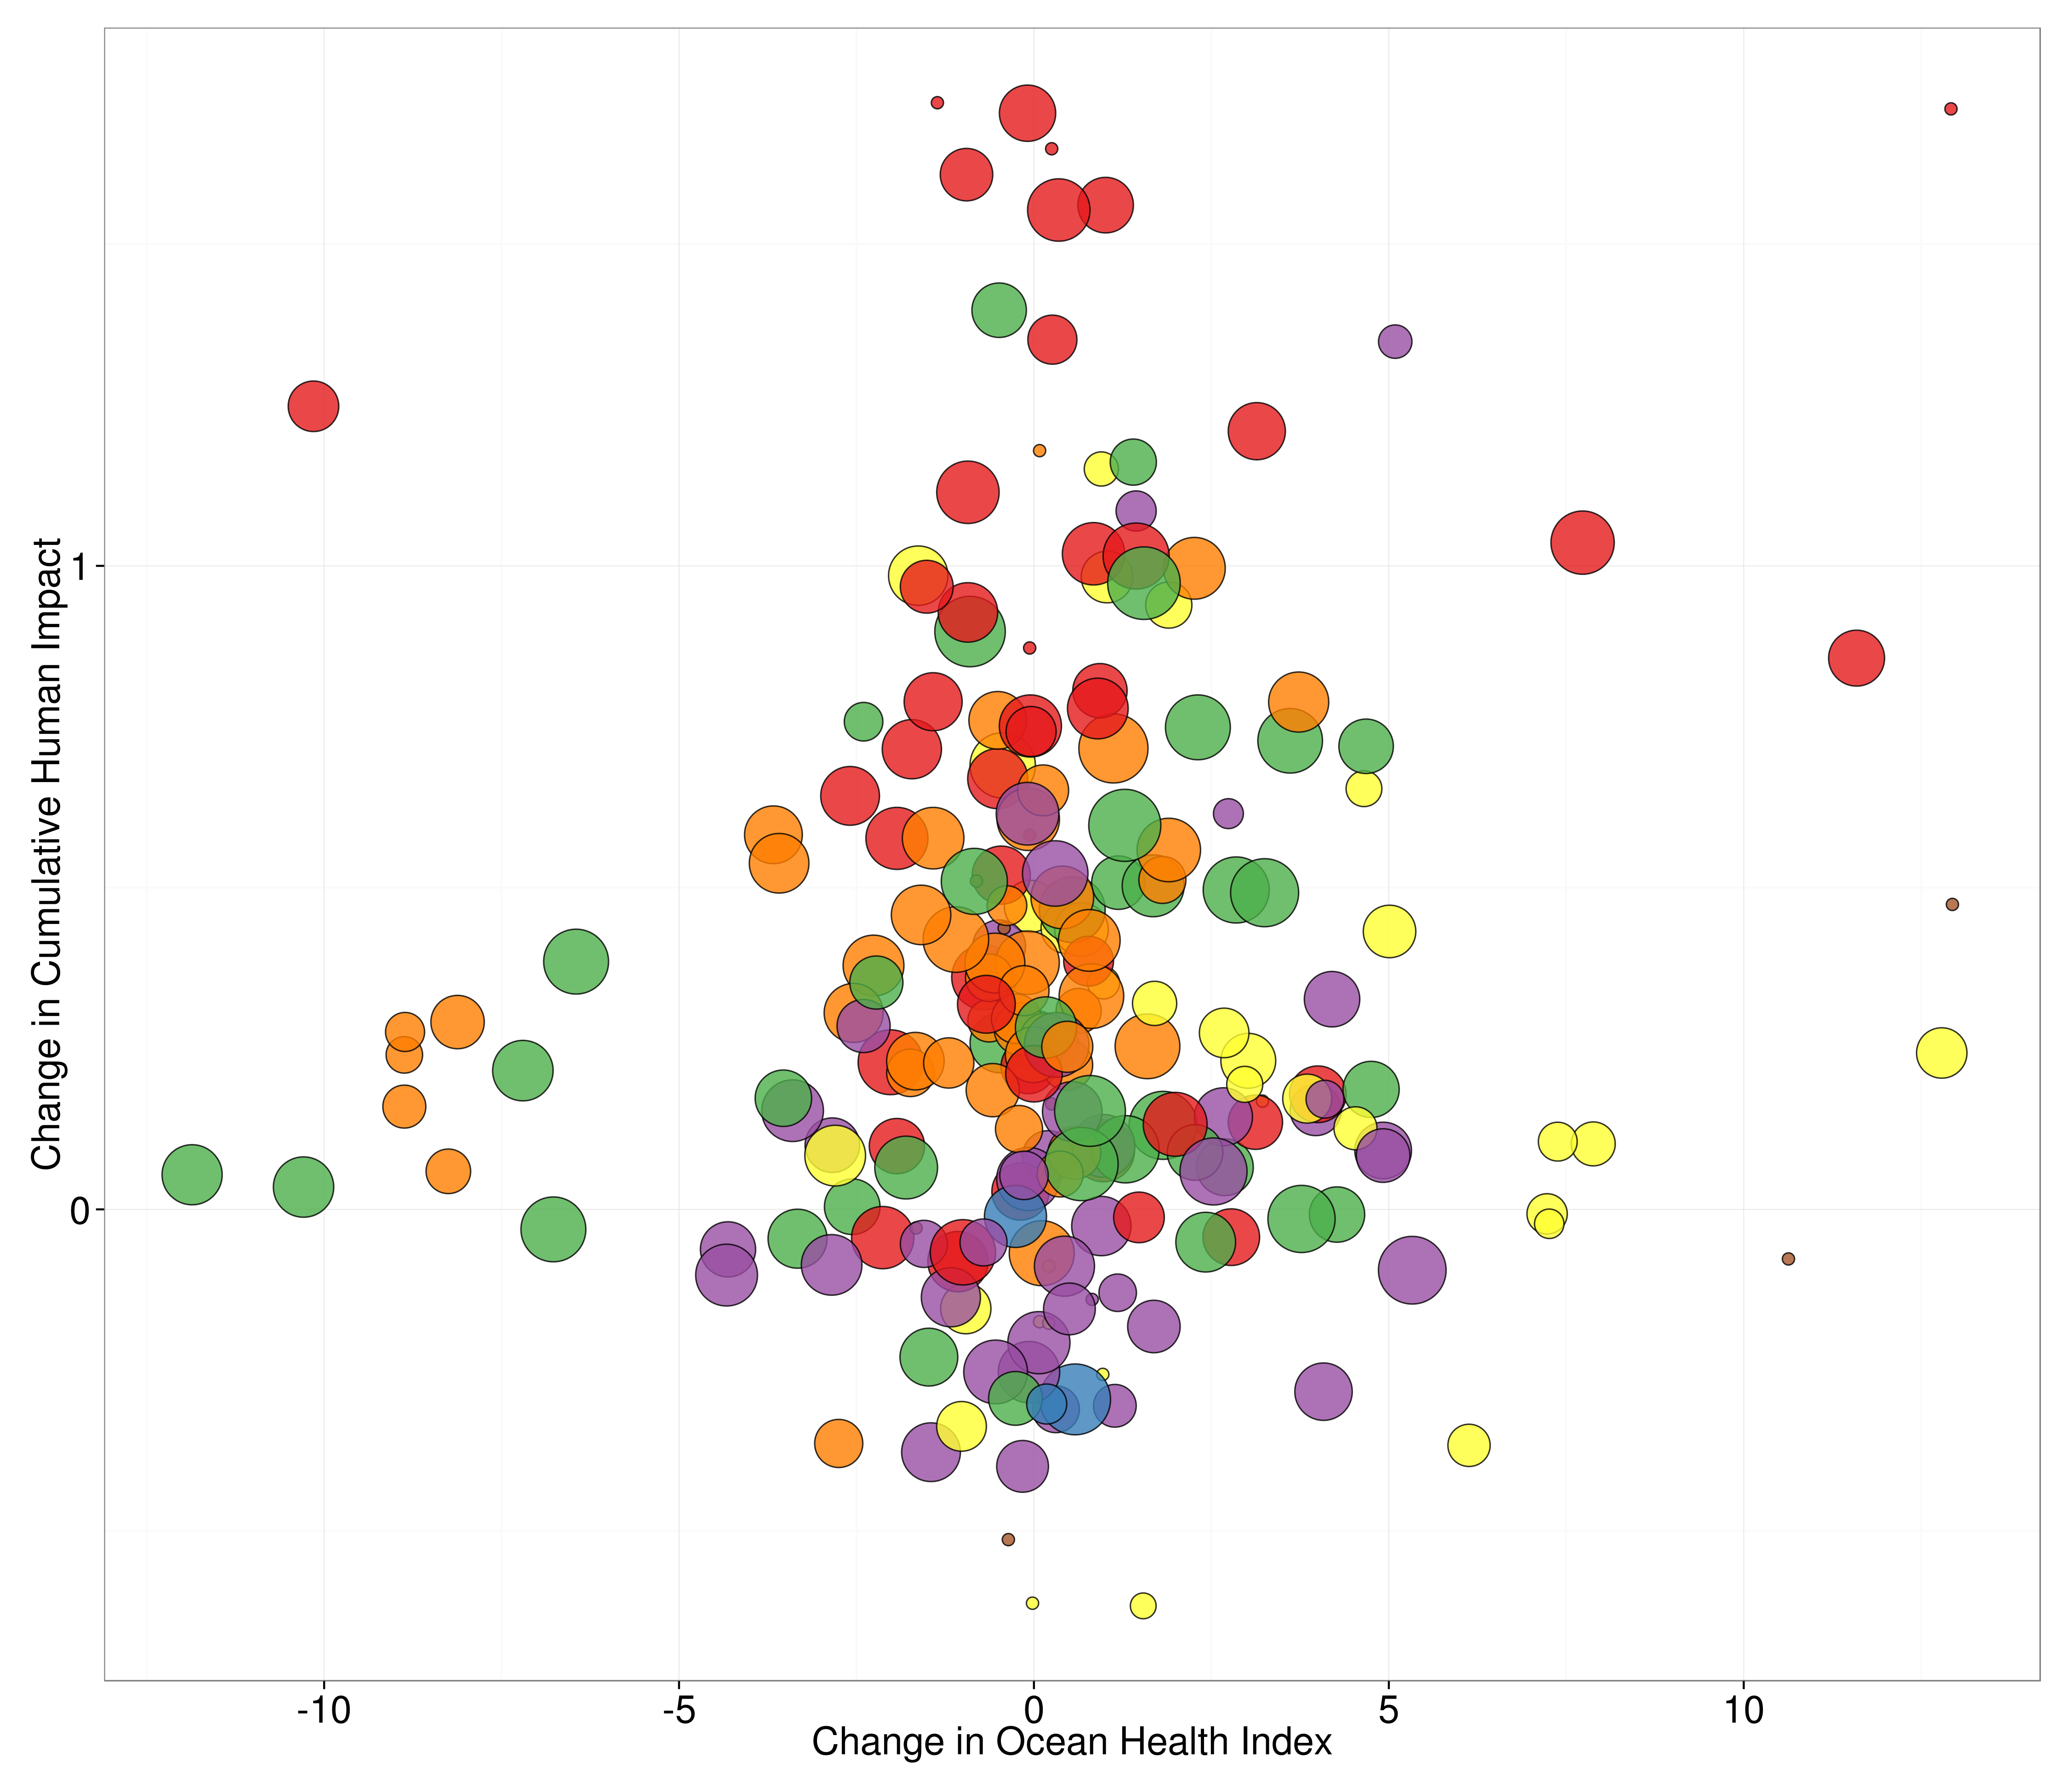 Change in Cumulative Human Impact
1
0
-10 -5 0 5 10
Change in Ocean Health Index